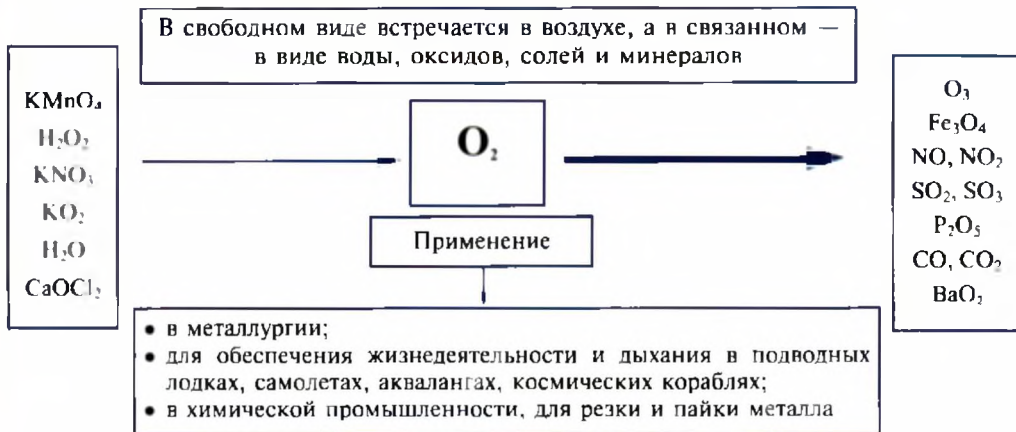 В свободном виде встречается в воздухе, а в связанном —
в виде воды, оксидов, солей и минералов
KMnO₄
H₂O₂
KNO₃
KO₂
H₂O
CaOCl₂
O₂
O₃
Fe₃O₄
NO, NO₂
SO₂, SO₃
P₂O₅
CO, CO₂
BaO₂
Применение
• в металлургии;
• для обеспечения жизнедеятельности и дыхания в подводных
лодках, самолетах, аквалангах, космических кораблях;
• в химической промышленности, для резки и пайки металла